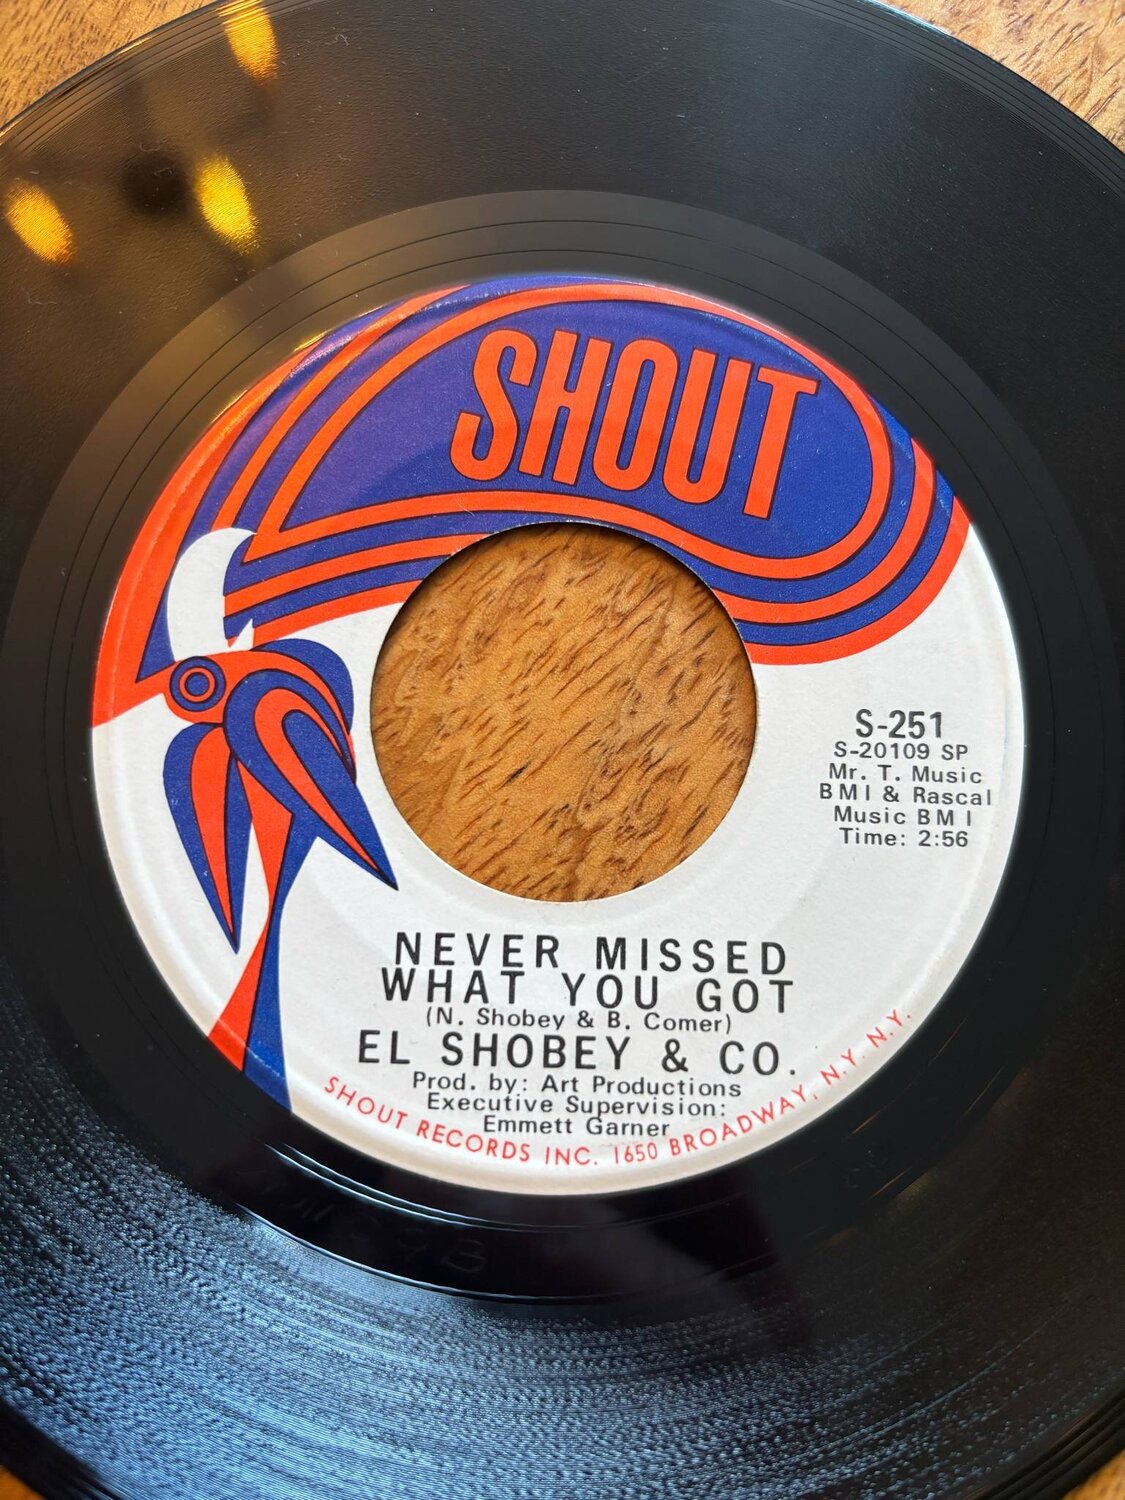 SHOUT
S-251
S-20109 SP
Mr. T. Music
BMI & Rascal
Music BMI
Time: 2:56
NEVER MISSED
WHAT YOU GOT
(N. Shobey & B. Comer)
EL SHOBEY & CO.
Prod. by: Art Productions
Executive Supervision:
Emmett Garner
SHOUT RECORDS INC. 1650 BROADWAY, N.Y. N.Y.